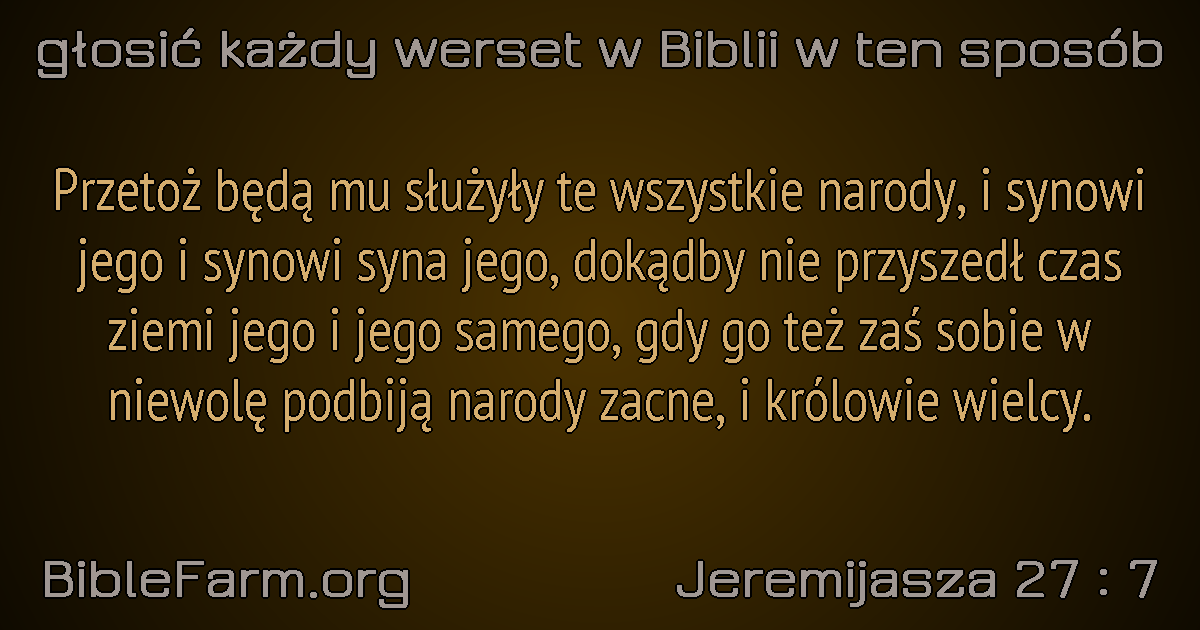 głosić każdy werset w Biblii w ten sposób
Przetoż będą mu służyły te wszystkie narody, i synowi
jego i synowi syna jego, dokądby nie przyszedł czas
ziemi jego i jego samego, gdy go też zaś sobie w
niewolę podbiją narody zacne, i królowie wielcy.
BibleFarm.org
Jeremijasza 27 : 7